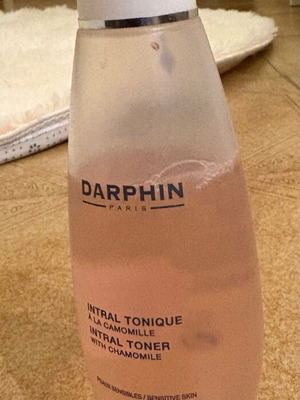 DARPHIN
PARIS
INTRAL TONIQUE
À LA CAMOMILLE
INTRAL TONER
WITH CHAMOMILE
PEAUX SENSIBLES / SENSITIVE SKIN